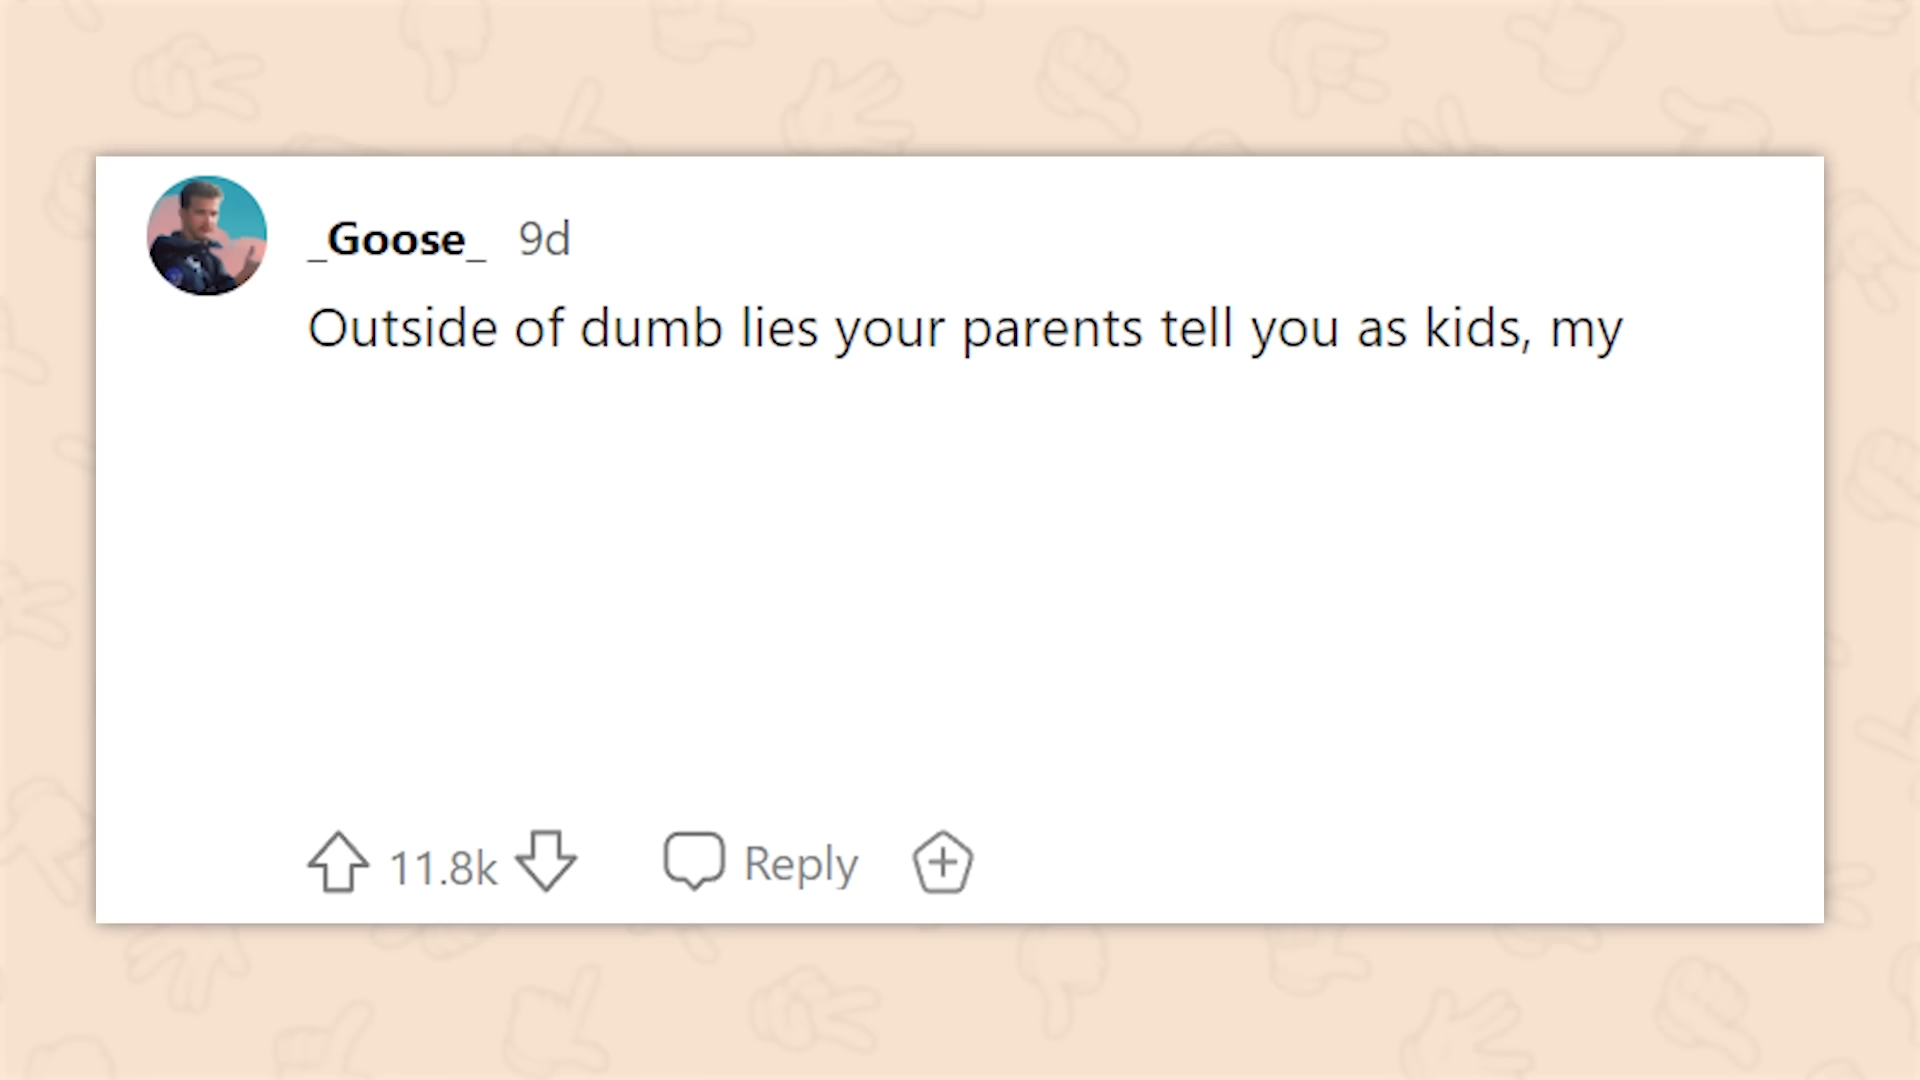 _Goose_ 9d
Outside of dumb lies your parents tell you as kids, my
11.8k Reply